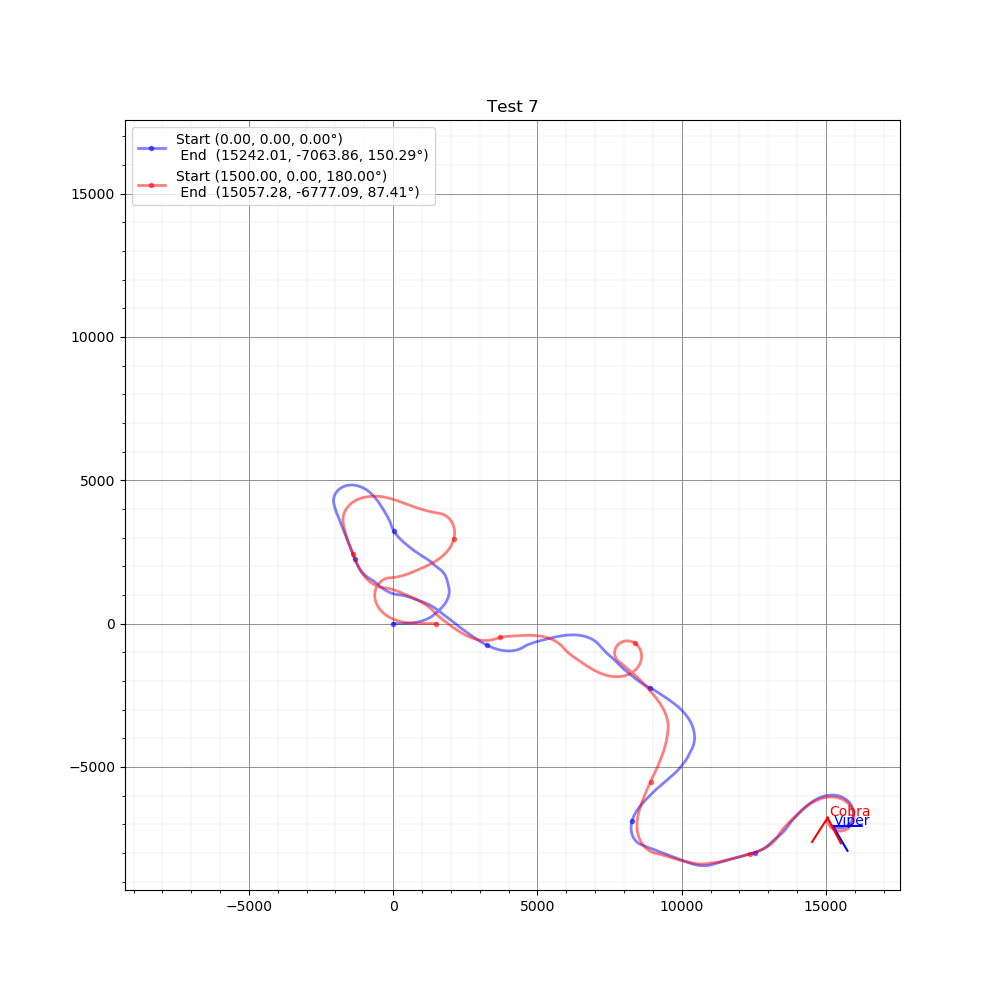 Test 7
Start (0.00, 0.00, 0.00°)
End  (15242.01, -7063.86, 150.29°)
Start (1500.00, 0.00, 180.00°)
End  (15057.28, -6777.09, 87.41°)
15000
10000
5000
0
−5000
Cobra
Viper
−5000
0
5000
10000
15000